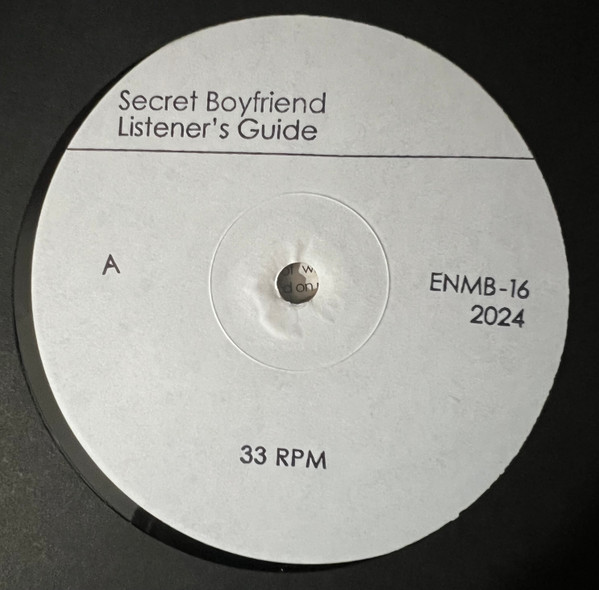 Secret Boyfriend
Listener's Guide
A
ENMB-16
2024
33 RPM